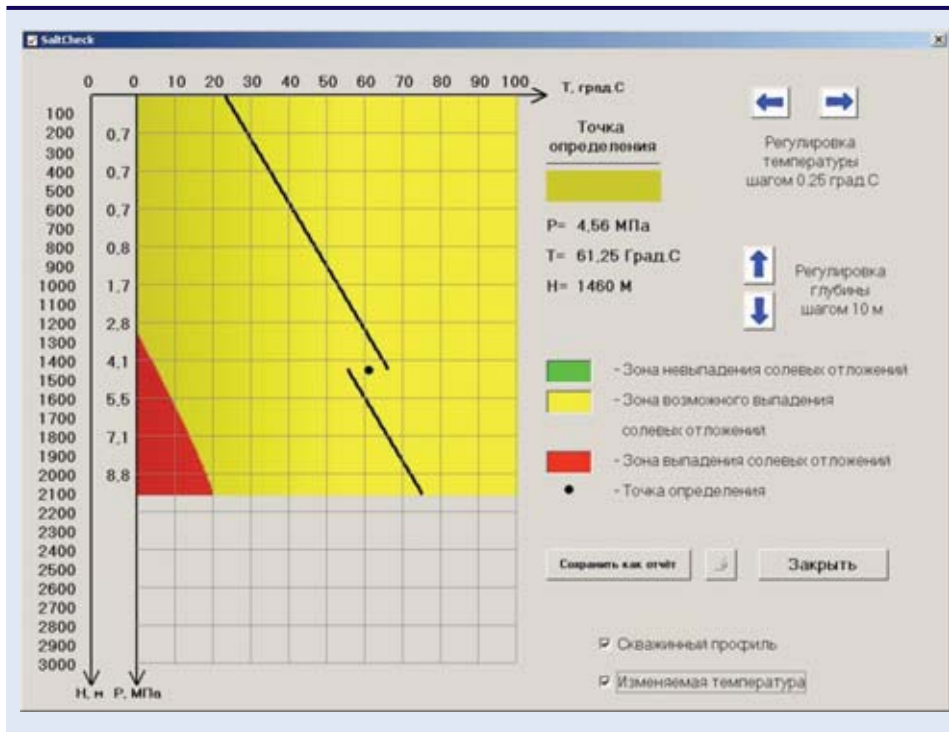 SaltCheck
0 0 10 20 30 40 50 60 70 80 90 100 T, град.С
100
200 0,7
300
400 0,7
500
600 0,7
700
800 0,8
900
1000 1,7
1100
1200 2,8
1300
1400 4,1
1500
1600 5,5
1700
1800 7,1
1900
2000 8,8
2100
2200
2300
2400
2500
2600
2700
2800
2900
3000
Н, м Р, МПа
Точка
определения
Р= 4,56 МПа
Т= 61,25 Град.С
Н= 1460 М
Регулировка
температуры
шагом 0.25 град.С
Регулировка
глубины
шагом 10 м
- Зона невыпадения солевых отложений
- Зона возможного выпадения
солевых отложений
- Зона выпадения солевых отложений
- Точка определения
Сохранить как отчёт
Закрыть
Скважинный профиль
Изменяемая температура